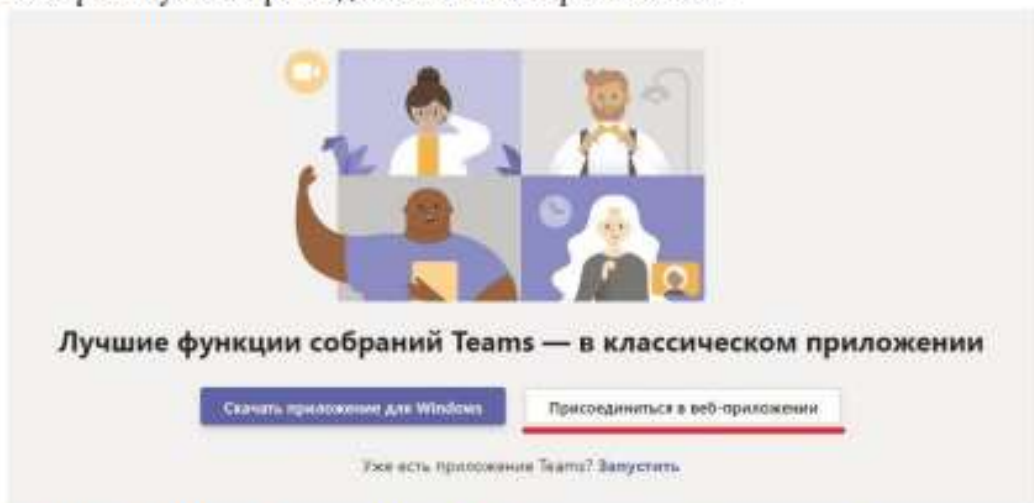 Лучшие функции собраний Teams — в классическом приложении
Скачать приложение для Windows
Присоединиться в веб-приложении
Уже есть приложение Teams? Запустить